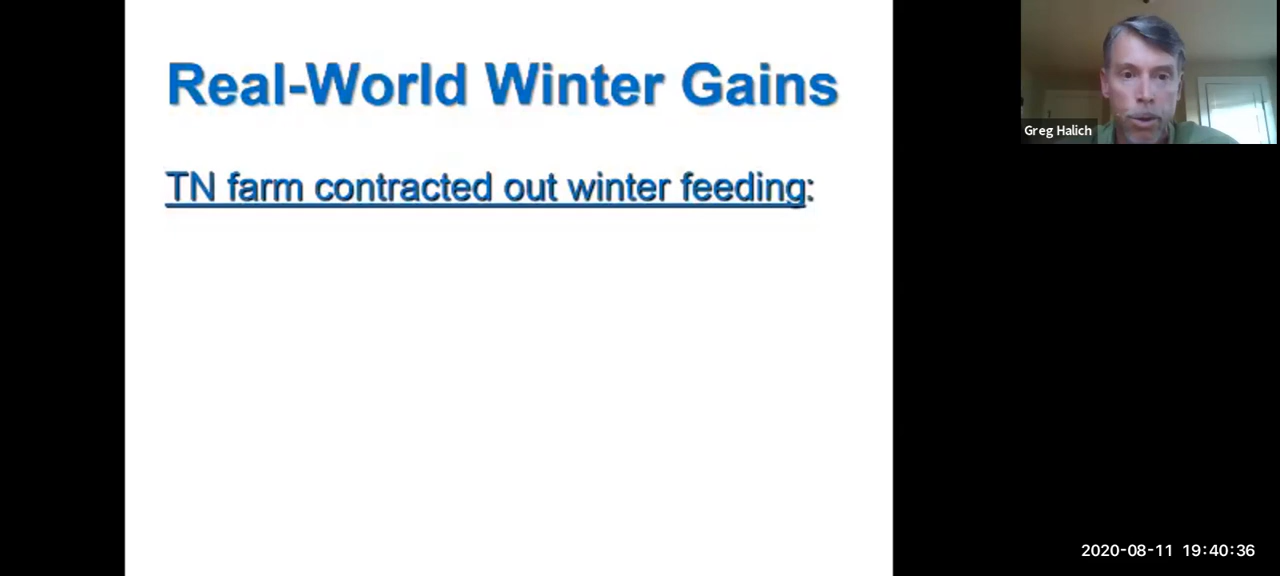 Real-World Winter Gains
TN farm contracted out winter feeding:
Greg Halich
2020-08-11 19:40:36